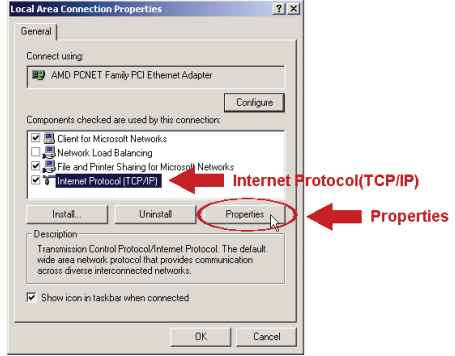 Local Area Connection Properties
General
Connect using:
AMD PCNET Family PCI Ethernet Adapter
Configure
Components checked are used by this connection:
Client for Microsoft Networks
Network Load Balancing
File and Printer Sharing for Microsoft Networks
Internet Protocol (TCP/IP)
Internet Protocol(TCP/IP)
Install...
Uninstall
Properties
Properties
Description
Transmission Control Protocol/Internet Protocol. The default
wide area network protocol that provides communication
across diverse interconnected networks.
Show icon in taskbar when connected
OK
Cancel